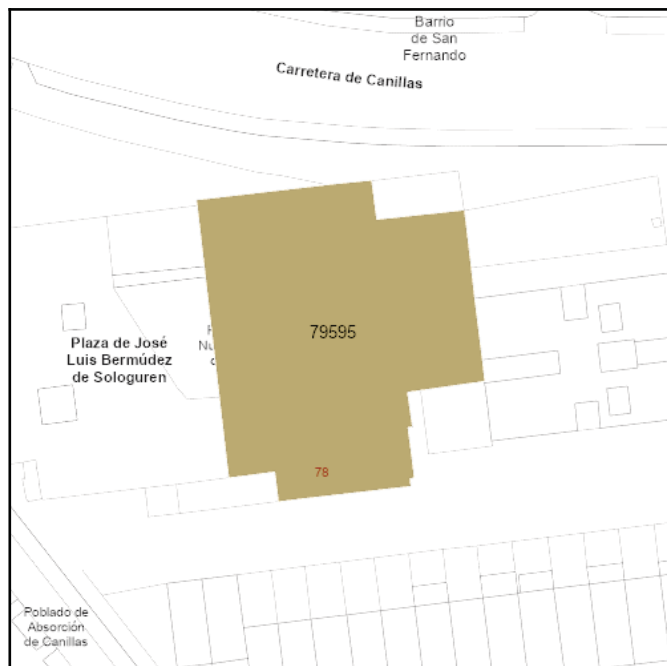 Barrio
de San
Fernando
Carretera de Canillas
79595
Plaza de José
Luis Bermúdez
de Sologuren
78
Poblado de
Absorción
de Canillas